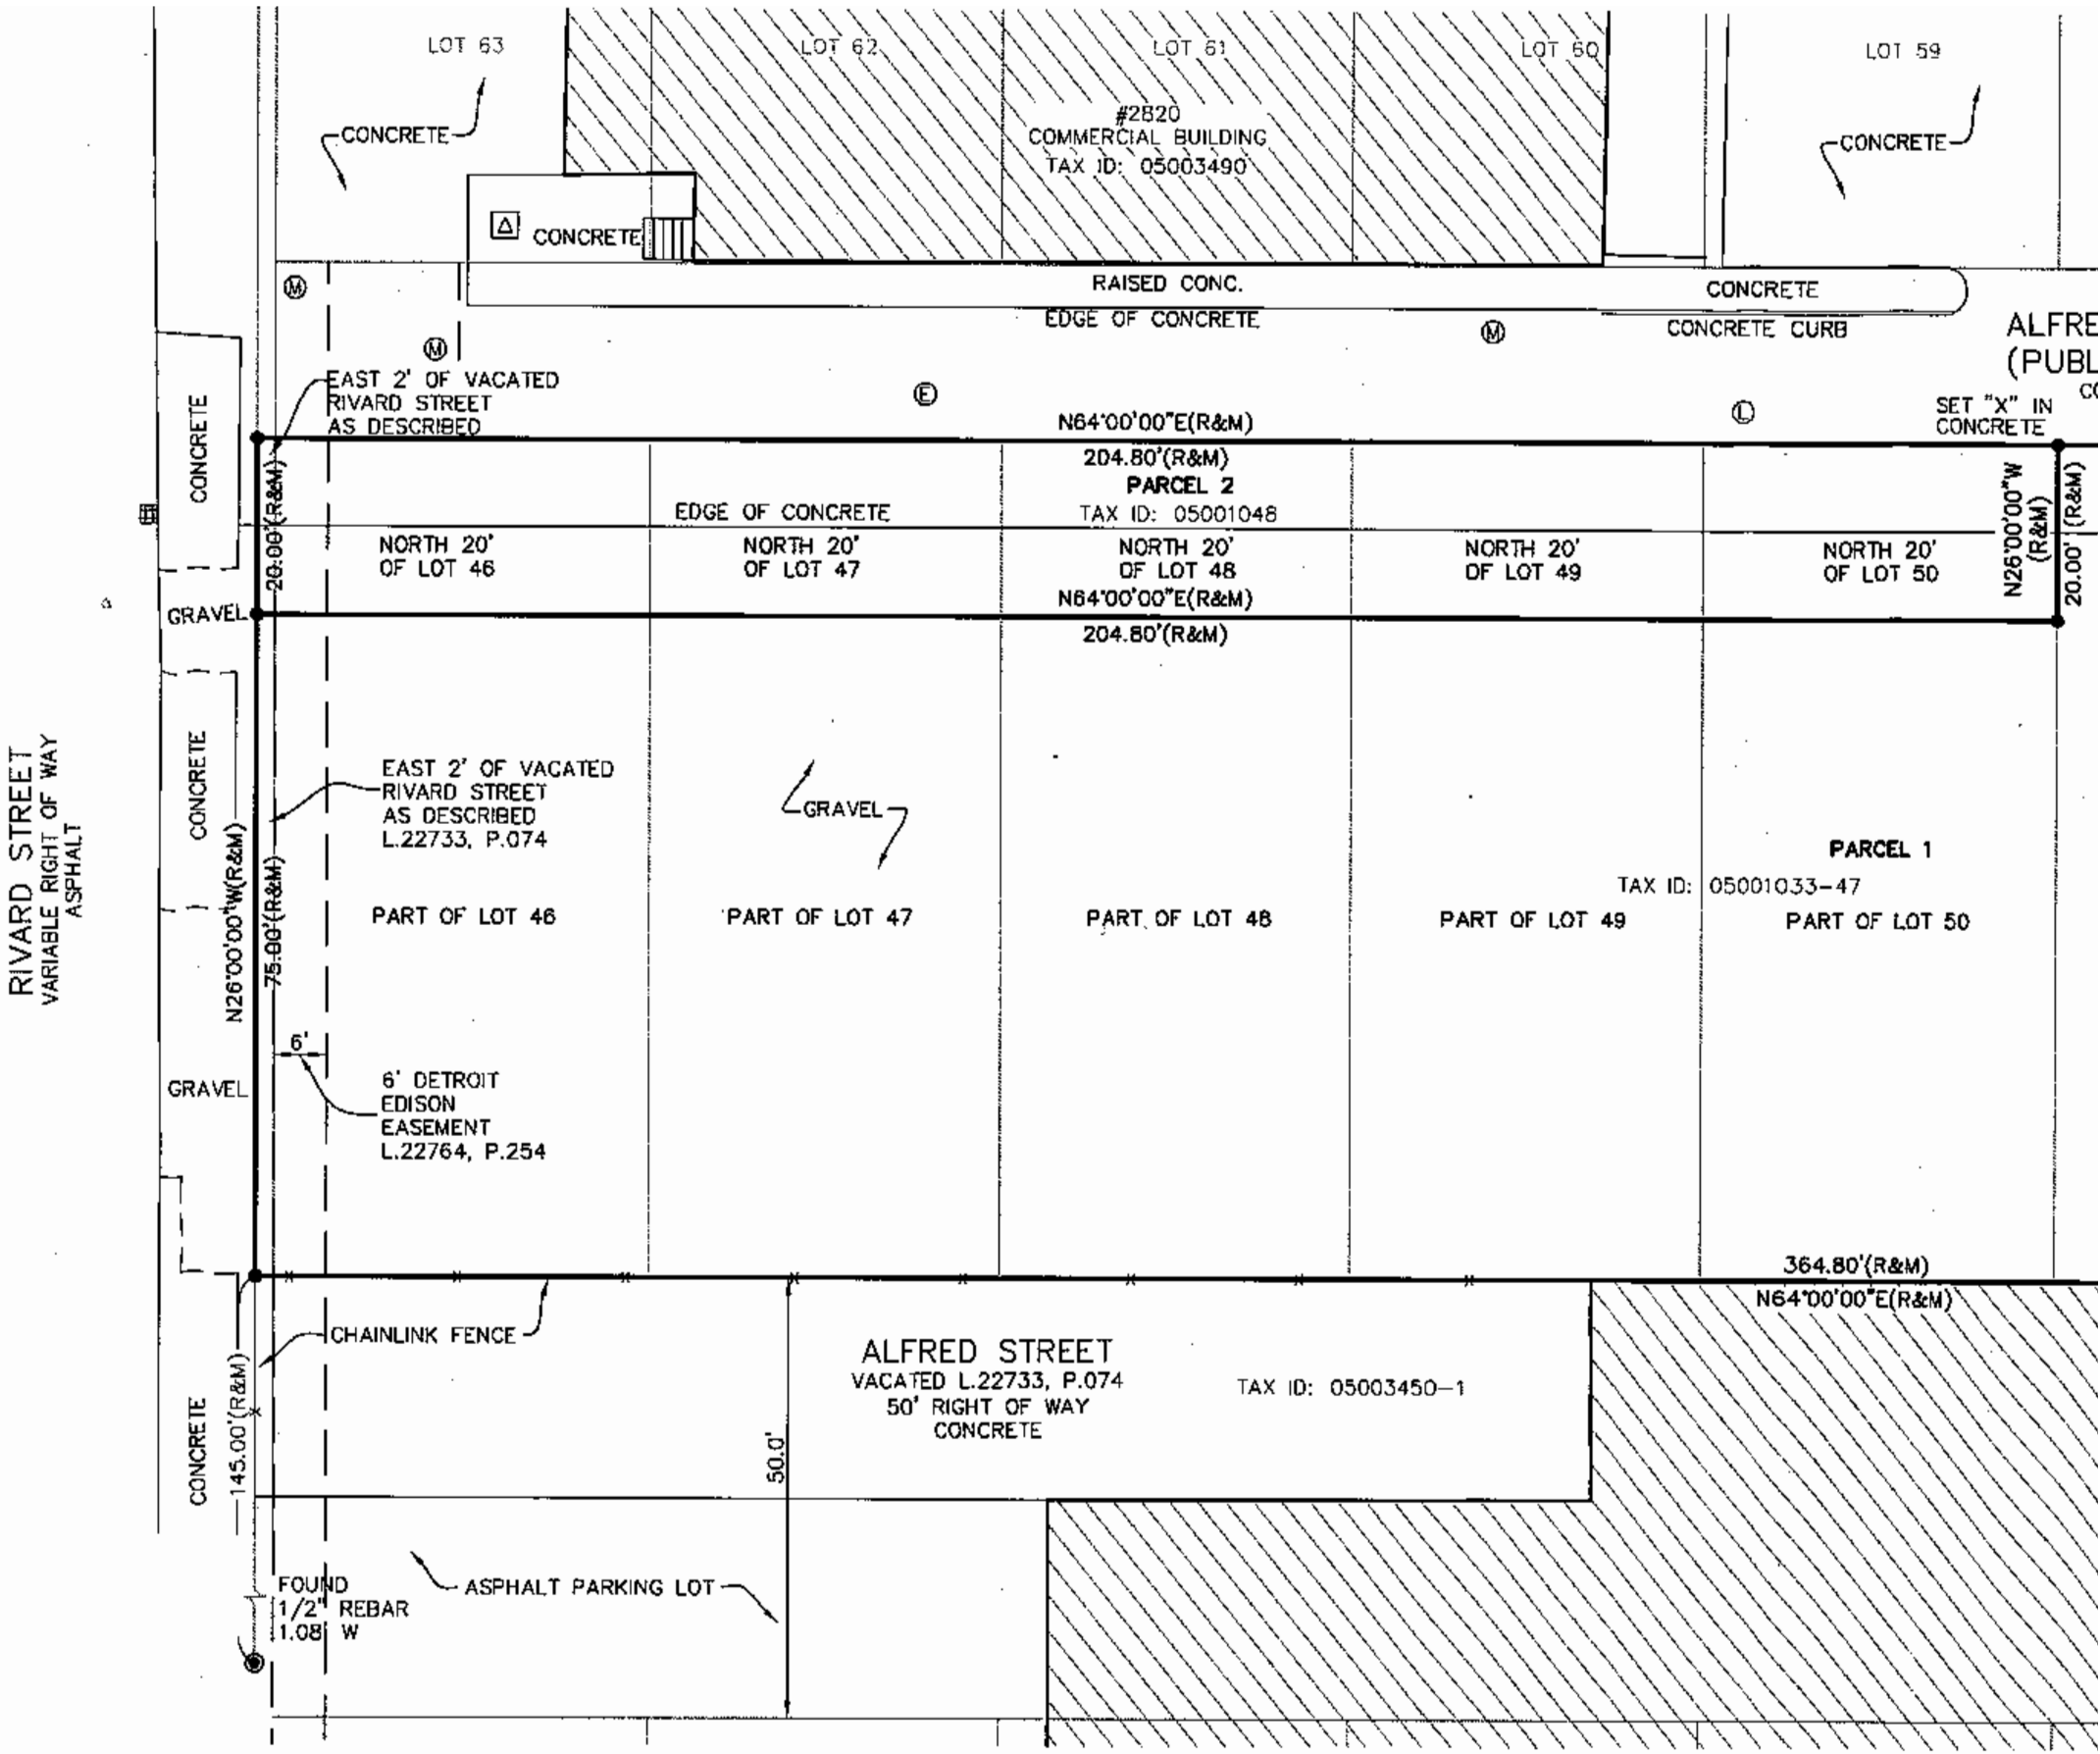 LOT 63
LOT 62
LOT 61
LOT 60
LOT 59
CONCRETE
#2820
COMMERCIAL BUILDING
TAX ID: 05003490
CONCRETE
CONCRETE
RAISED CONC.
CONCRETE
M
EDGE OF CONCRETE
CONCRETE CURB
M
M
ALFRE
(PUBL
CO
EAST 2' OF VACATED
RIVARD STREET
AS DESCRIBED
E
L
SET "X" IN
CONCRETE
CONCRETE
N64°00'00"E(R&M)
204.80'(R&M)
PARCEL 2
TAX ID: 05001048
EDGE OF CONCRETE
20.00'(R&M)
N26°00'00"W
(R&M)
20.00' (R&M)
NORTH 20'
OF LOT 46
NORTH 20'
OF LOT 47
NORTH 20'
OF LOT 48
NORTH 20'
OF LOT 49
NORTH 20'
OF LOT 50
N64°00'00"E(R&M)
204.80'(R&M)
GRAVEL
RIVARD STREET
VARIABLE RIGHT OF WAY
ASPHALT
CONCRETE
N26°00'00"W(R&M)
75.00'(R&M)
EAST 2' OF VACATED
RIVARD STREET
AS DESCRIBED
L.22733, P.074
GRAVEL
PARCEL 1
TAX ID: 05001033-47
PART OF LOT 46
PART OF LOT 47
PART OF LOT 48
PART OF LOT 49
PART OF LOT 50
6'
GRAVEL
6' DETROIT
EDISON
EASEMENT
L.22764, P.254
364.80'(R&M)
N64°00'00"E(R&M)
CHAINLINK FENCE
ALFRED STREET
VACATED L.22733, P.074
50' RIGHT OF WAY
CONCRETE
TAX ID: 05003450-1
CONCRETE
145.00'(R&M)
50.0'
FOUND
1/2" REBAR
1.08' W
ASPHALT PARKING LOT